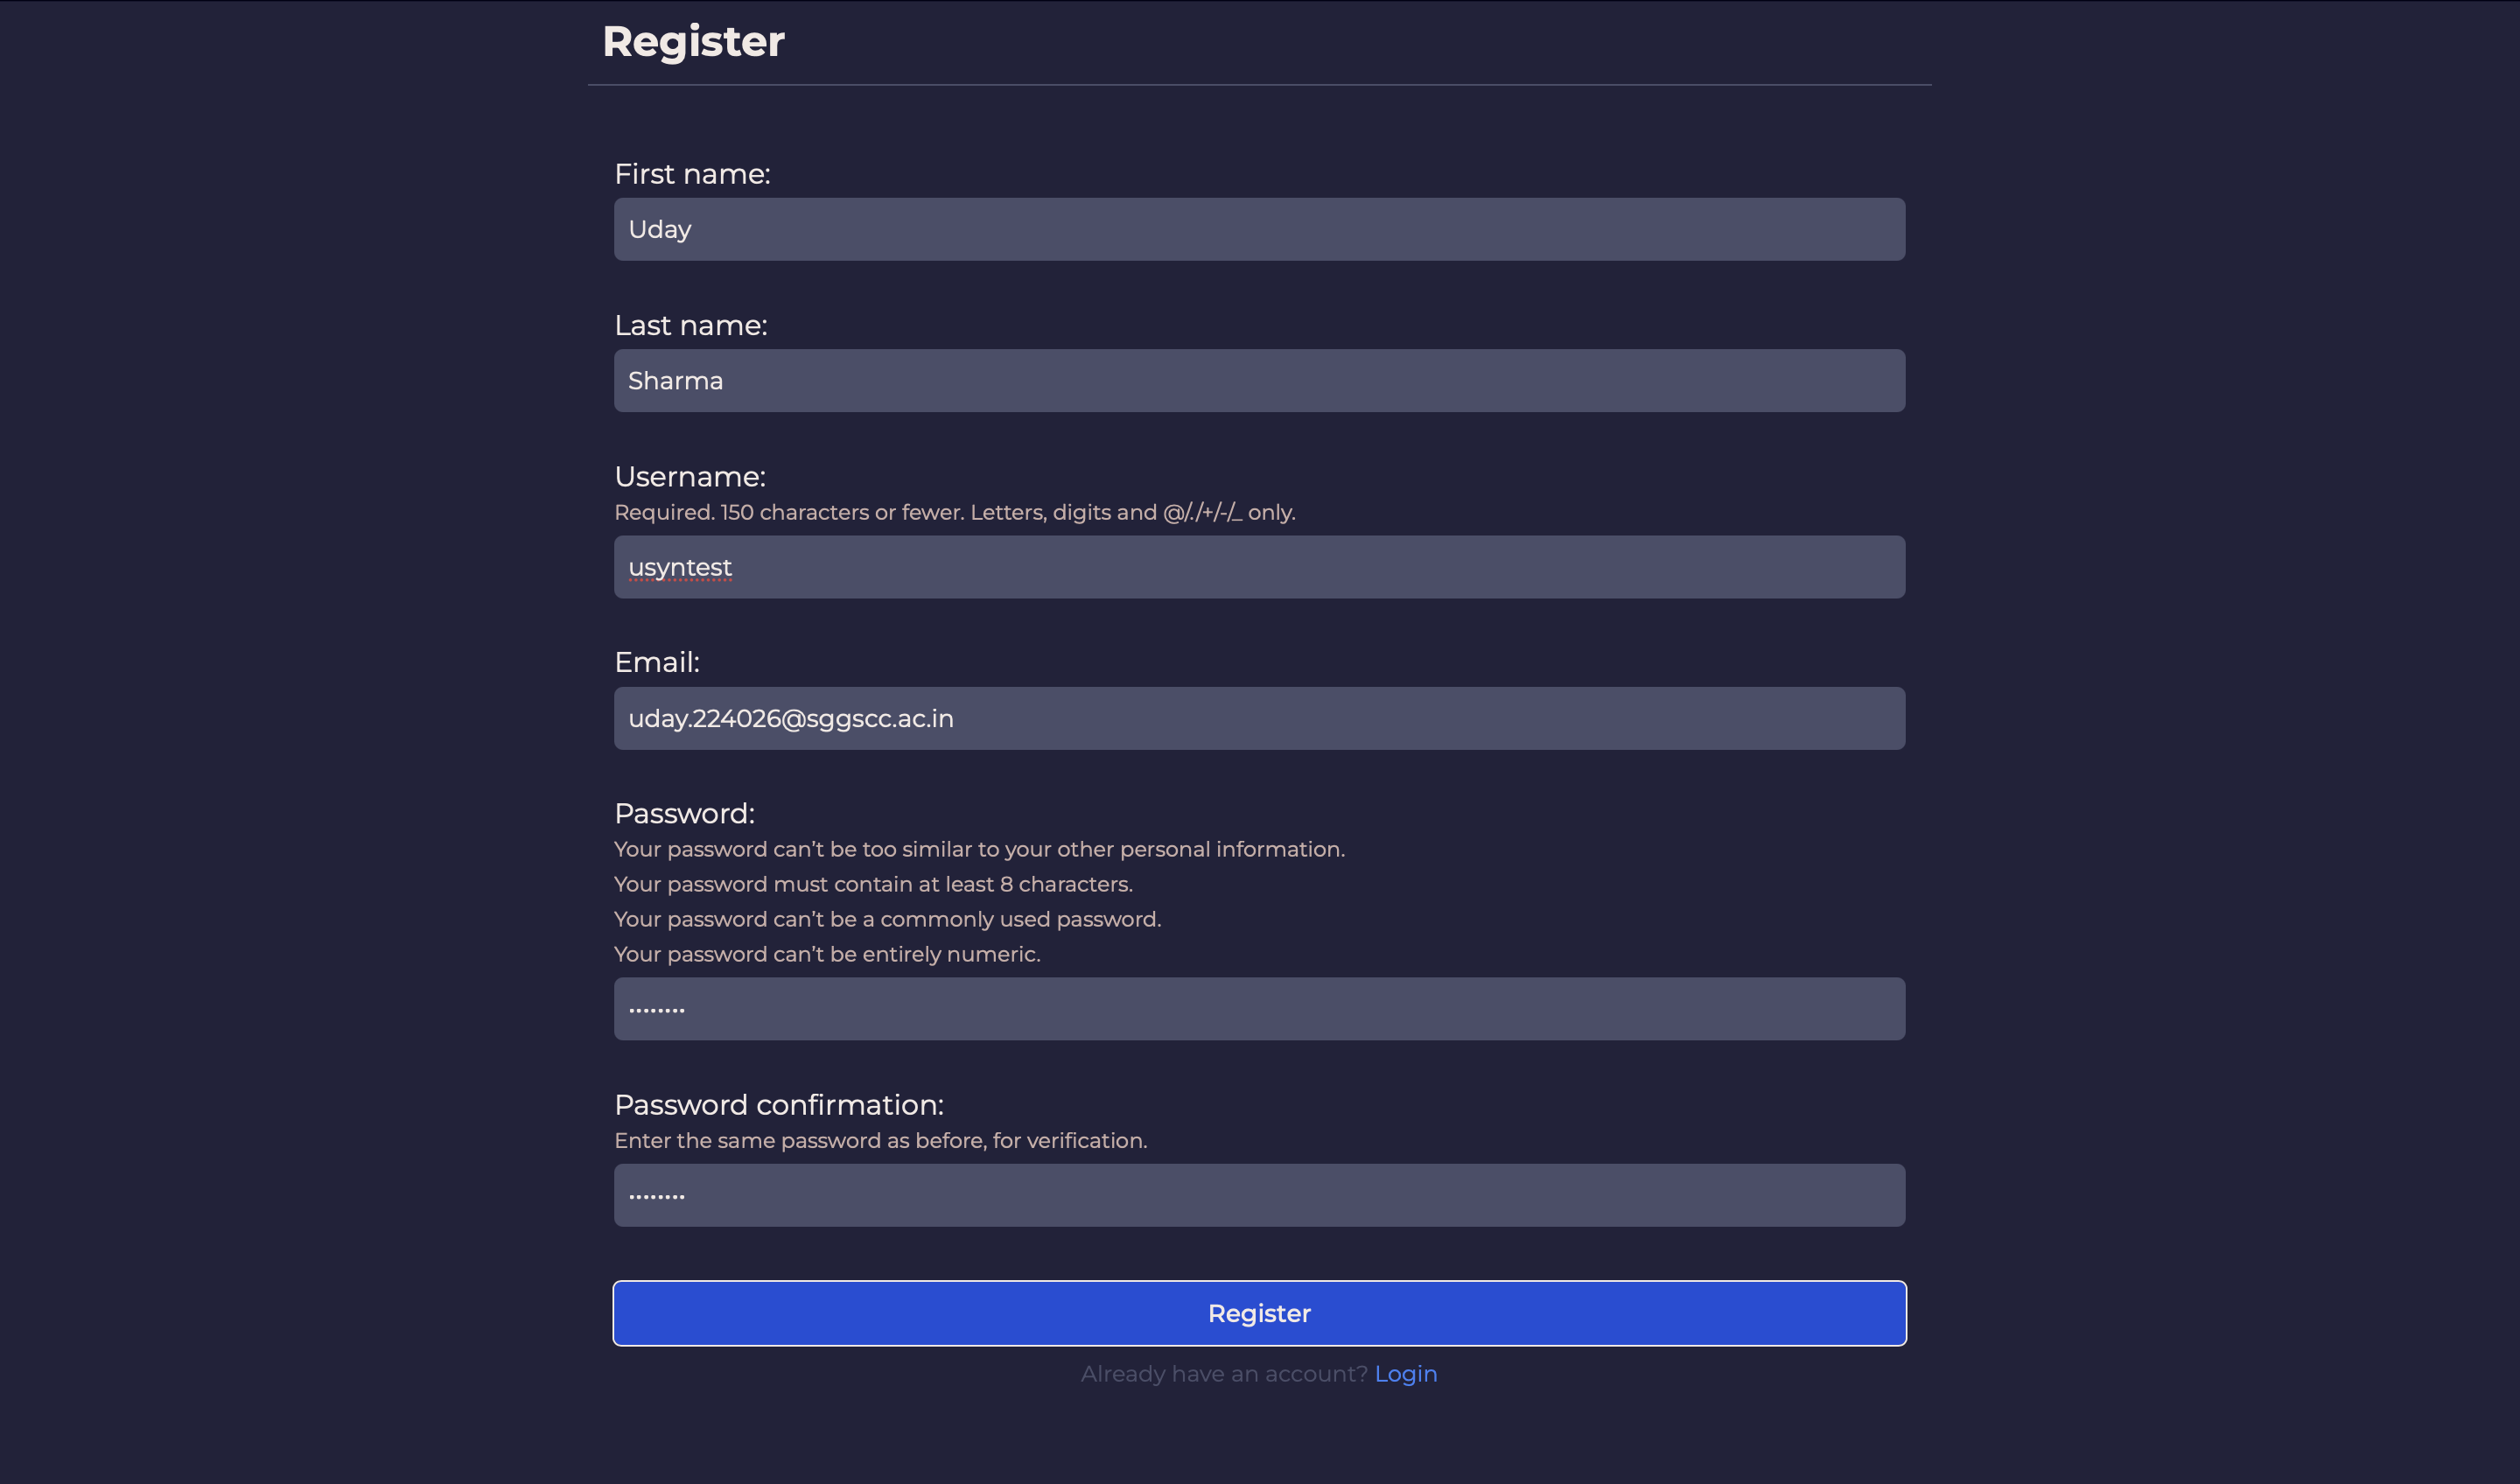 Register
First name:
Uday
Last name:
Sharma
Username:
Required. 150 characters or fewer. Letters, digits and @/./+/-/_ only.
usyntest
Email:
uday.224026@sggscc.ac.in
Password:
Your password can’t be too similar to your other personal information.
Your password must contain at least 8 characters.
Your password can’t be a commonly used password.
Your password can’t be entirely numeric.
••••••••
Password confirmation:
Enter the same password as before, for verification.
••••••••
Register
Already have an account? Login